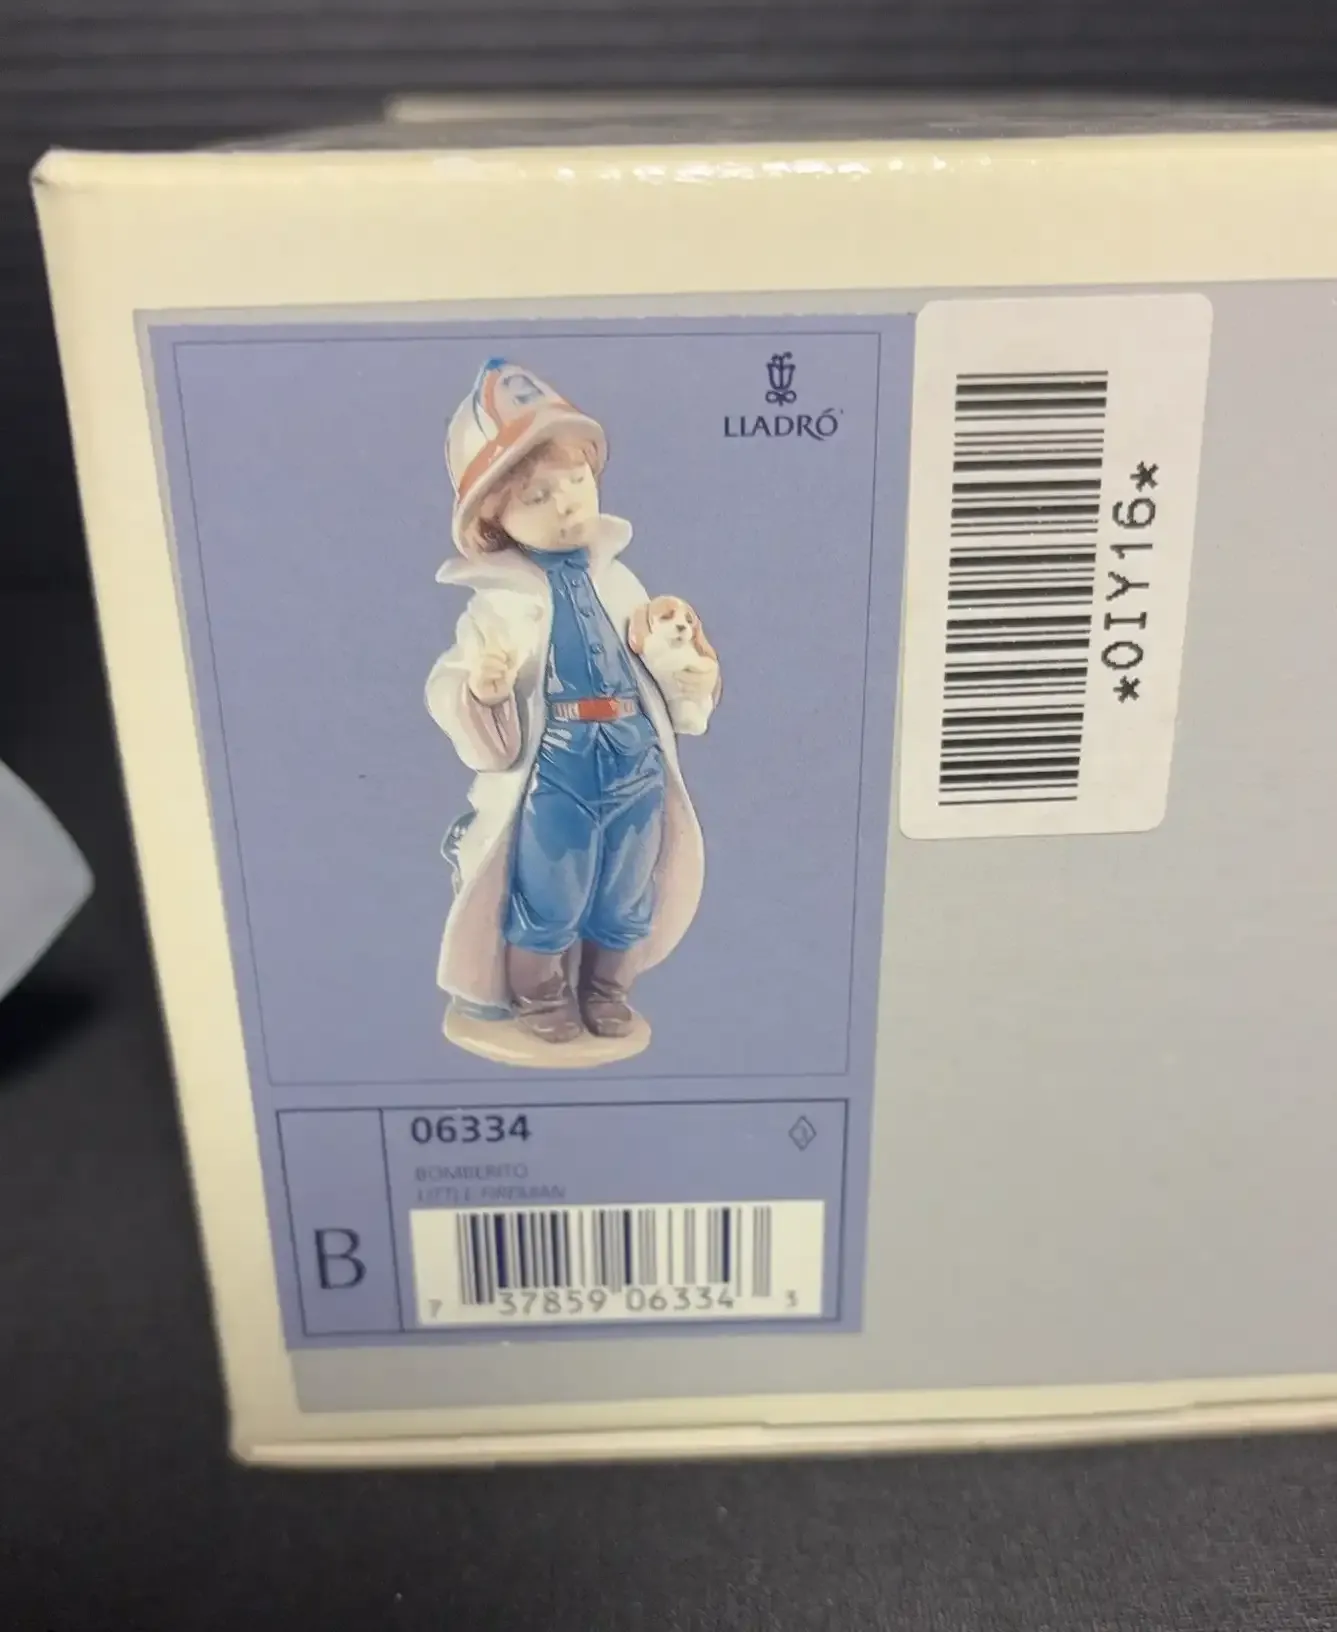 LLADRÓ
*0IY16*
06334
BOMBERITO
LITTLE FIREMAN
B
7 37859 06334 3